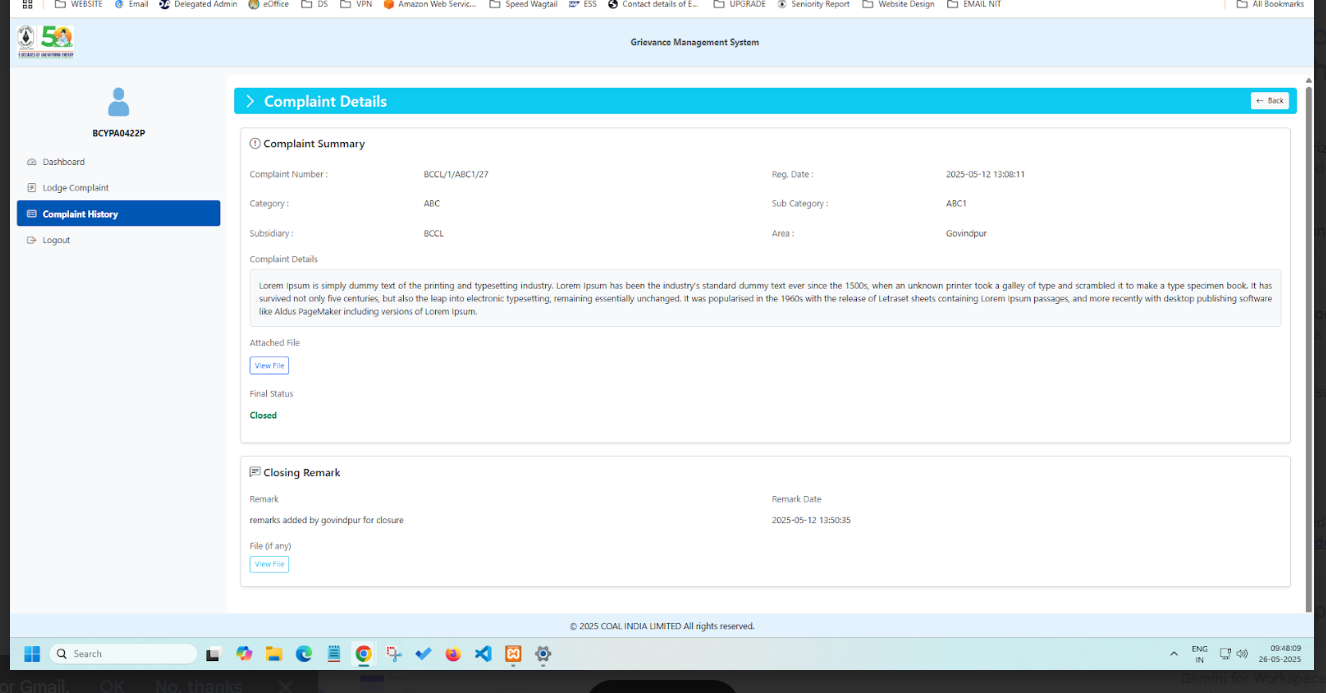 WEBSITE Email Delegated Admin eOffice DS VPN Amazon Web Servic... Speed Wagtail ESS Contact details of E... UPGRADE Seniority Report Website Design EMAIL NIT All Bookmarks
50
Grievance Management System
Complaint Details
← Back
BCYPA0422P
Dashboard
Lodge Complaint
Complaint History
Logout
Complaint Summary
Complaint Number : BCCL/1/ABC1/27 Reg. Date : 2025-05-12 13:08:11
Category : ABC Sub Category : ABC1
Subsidiary : BCCL Area : Govindpur
Complaint Details
Lorem Ipsum is simply dummy text of the printing and typesetting industry. Lorem Ipsum has been the industry's standard dummy text ever since the 1500s, when an unknown printer took a galley of type and scrambled it to make a type specimen book. It has
survived not only five centuries, but also the leap into electronic typesetting, remaining essentially unchanged. It was popularised in the 1960s with the release of Letraset sheets containing Lorem Ipsum passages, and more recently with desktop publishing software
like Aldus PageMaker including versions of Lorem Ipsum.
Attached File
View File
Final Status
Closed
Closing Remark
Remark Remark Date
remarks added by govindpur for closure 2025-05-12 13:50:35
File (if any)
View File
© 2025 COAL INDIA LIMITED All rights reserved.
Search
ENG 09:48:09
IN 26-05-2025
or Gmail. OK No, thanks
Gemini for Workspace